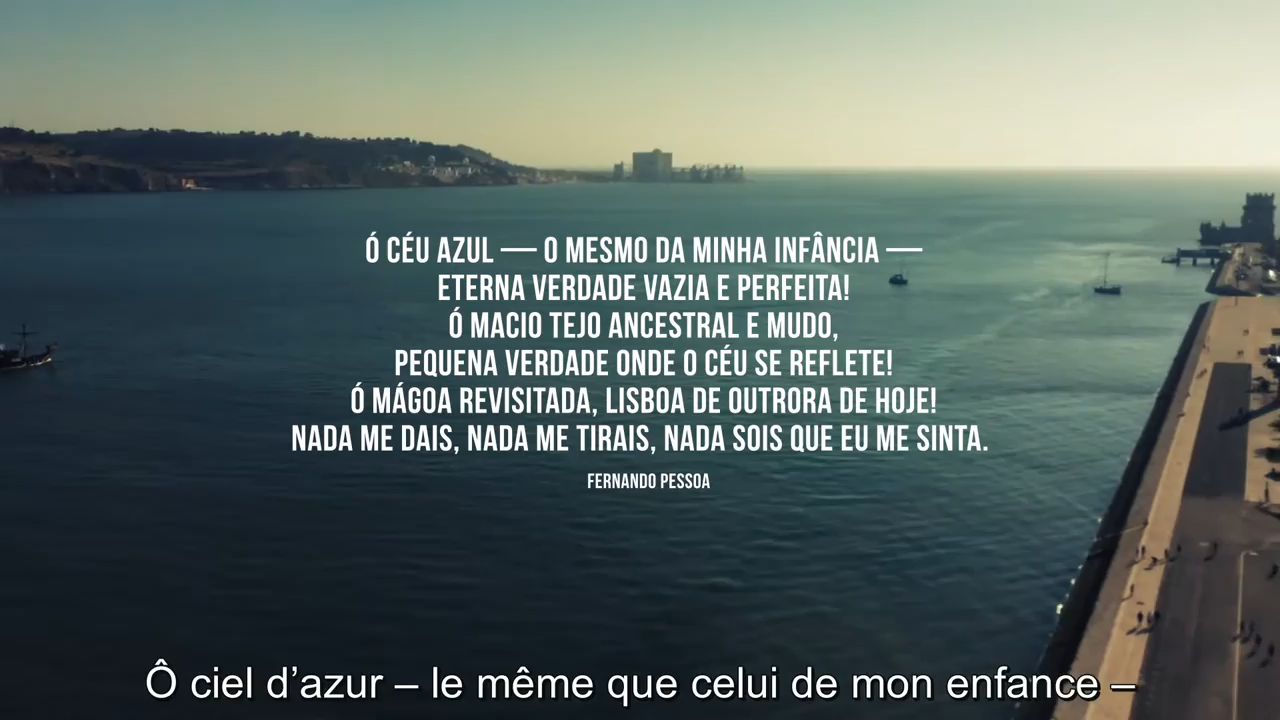 Ó CÉU AZUL — O MESMO DA MINHA INFÂNCIA —
ETERNA VERDADE VAZIA E PERFEITA!
Ó MACIO TEJO ANCESTRAL E MUDO,
PEQUENA VERDADE ONDE O CÉU SE REFLETE!
Ó MÁGOA REVISITADA, LISBOA DE OUTRORA DE HOJE!
NADA ME DAIS, NADA ME TIRAIS, NADA SOIS QUE EU ME SINTA.
FERNANDO PESSOA
Ô ciel d’azur – le même que celui de mon enfance –